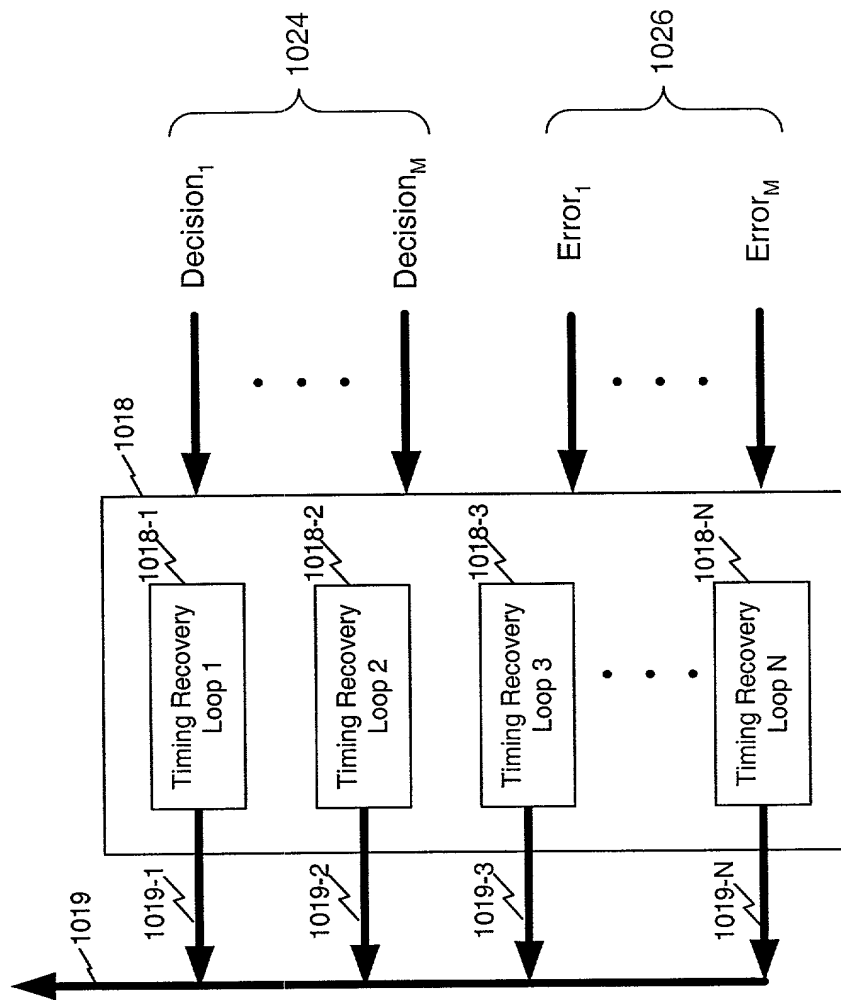 1019
1019-1
1019-2
1019-3
1019-N
1018
1018-1
Timing Recovery
Loop 1
1018-2
Timing Recovery
Loop 2
1018-3
Timing Recovery
Loop 3
1018-N
Timing Recovery
Loop N
Decision1
DecisionM
1024
Error1
ErrorM
1026